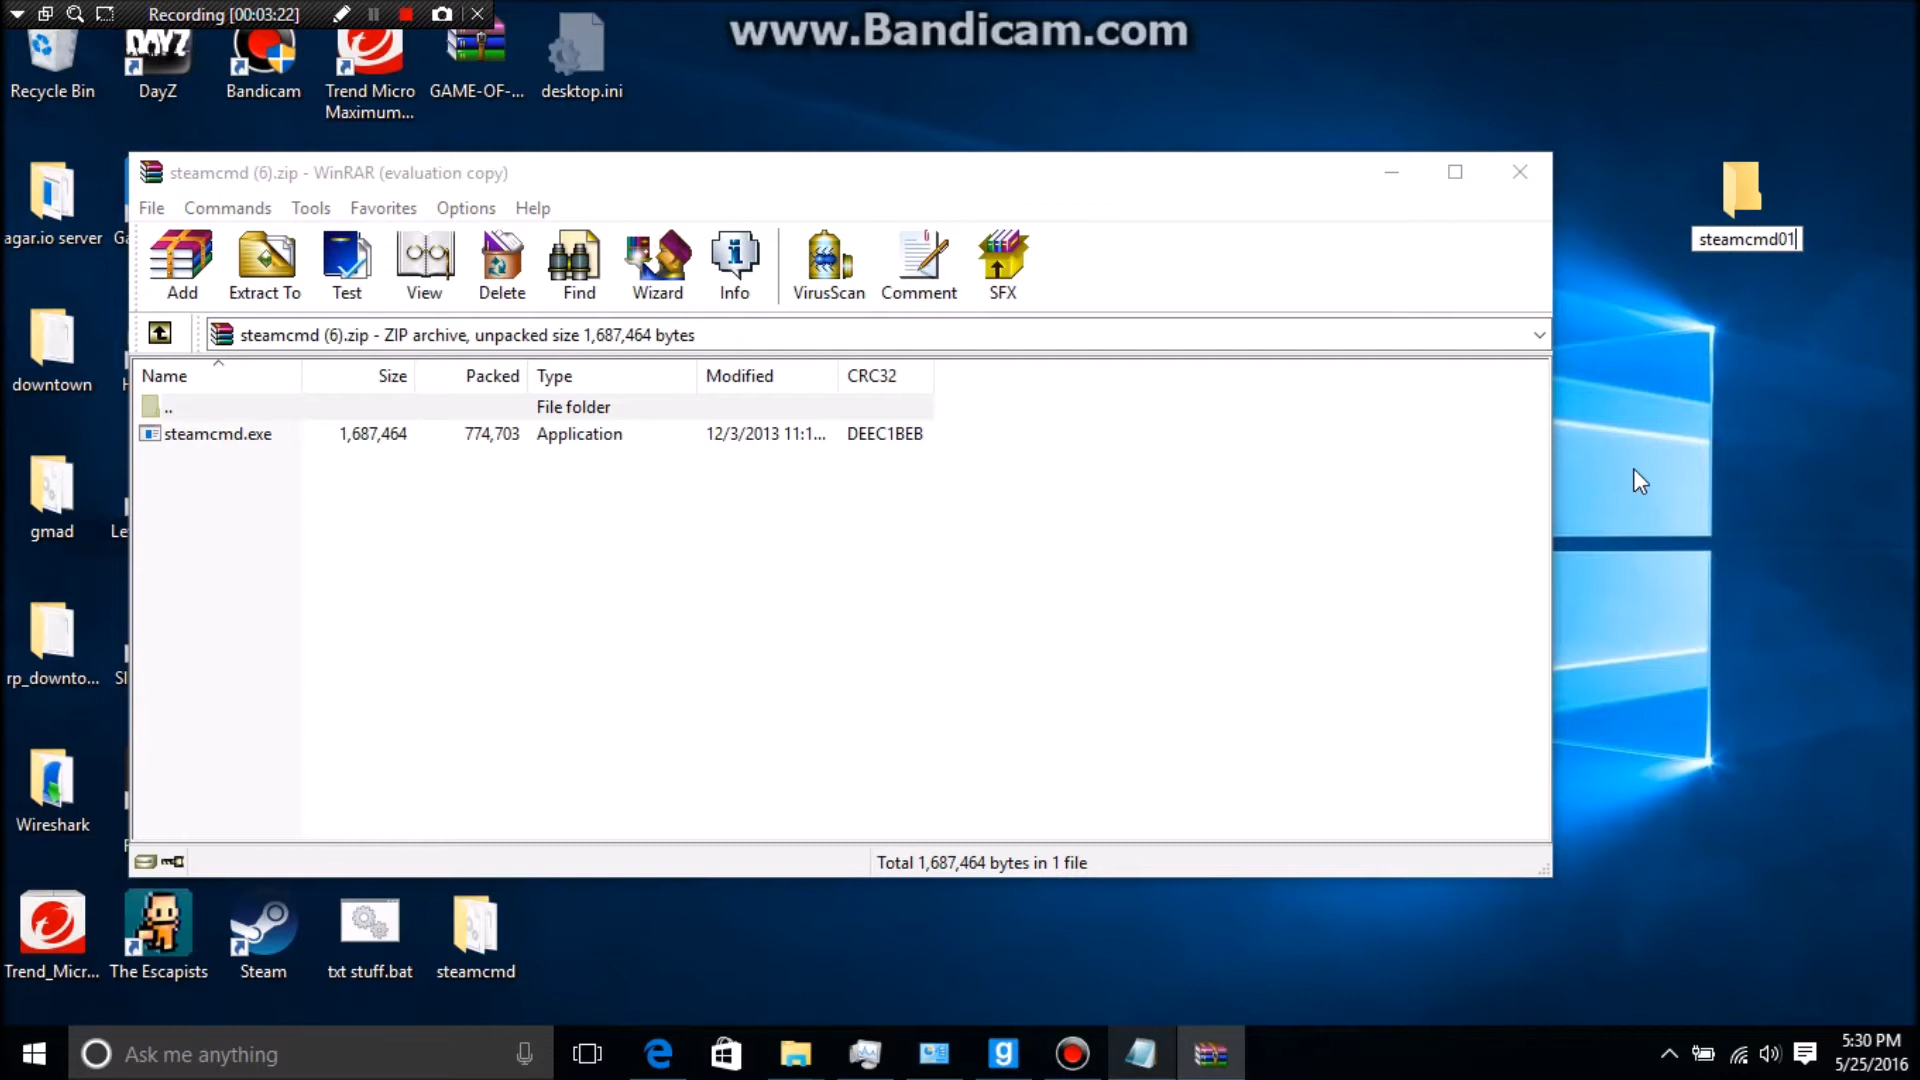 Recording [00:03:22]
www.Bandicam.com
Recycle Bin
DayZ
Bandicam
Trend Micro
Maximum...
GAME-OF-...
desktop.ini
steamcmd (6).zip - WinRAR (evaluation copy)
File Commands Tools Favorites Options Help
Add Extract To Test View Delete Find Wizard Info VirusScan Comment SFX
steamcmd (6).zip - ZIP archive, unpacked size 1,687,464 bytes
Name Size Packed Type Modified CRC32
.. File folder
steamcmd.exe 1,687,464 774,703 Application 12/3/2013 11:1... DEEC1BEB
Total 1,687,464 bytes in 1 file
steamcmd01
agar.io server
downtown
gmad
rp_downto...
Wireshark
Trend_Micr...
The Escapists
Steam
txt stuff.bat
steamcmd
Ask me anything
5:30 PM
5/25/2016